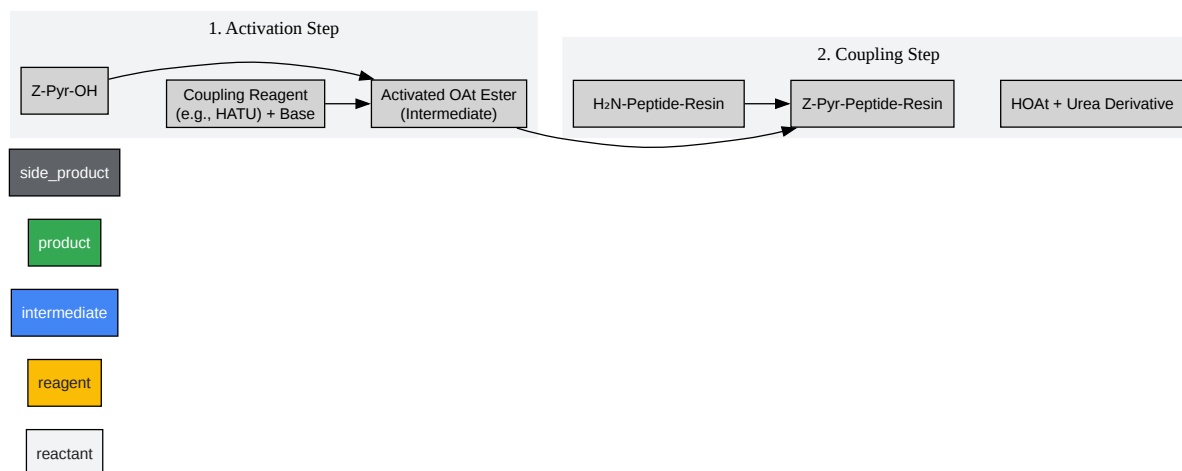 1. Activation Step
2. Coupling Step
Z-Pyr-OH
Coupling Reagent
(e.g., HATU) + Base
Activated OAt Ester
(Intermediate)
H₂N-Peptide-Resin
Z-Pyr-Peptide-Resin
HOAt + Urea Derivative
side_product
product
intermediate
reagent
reactant